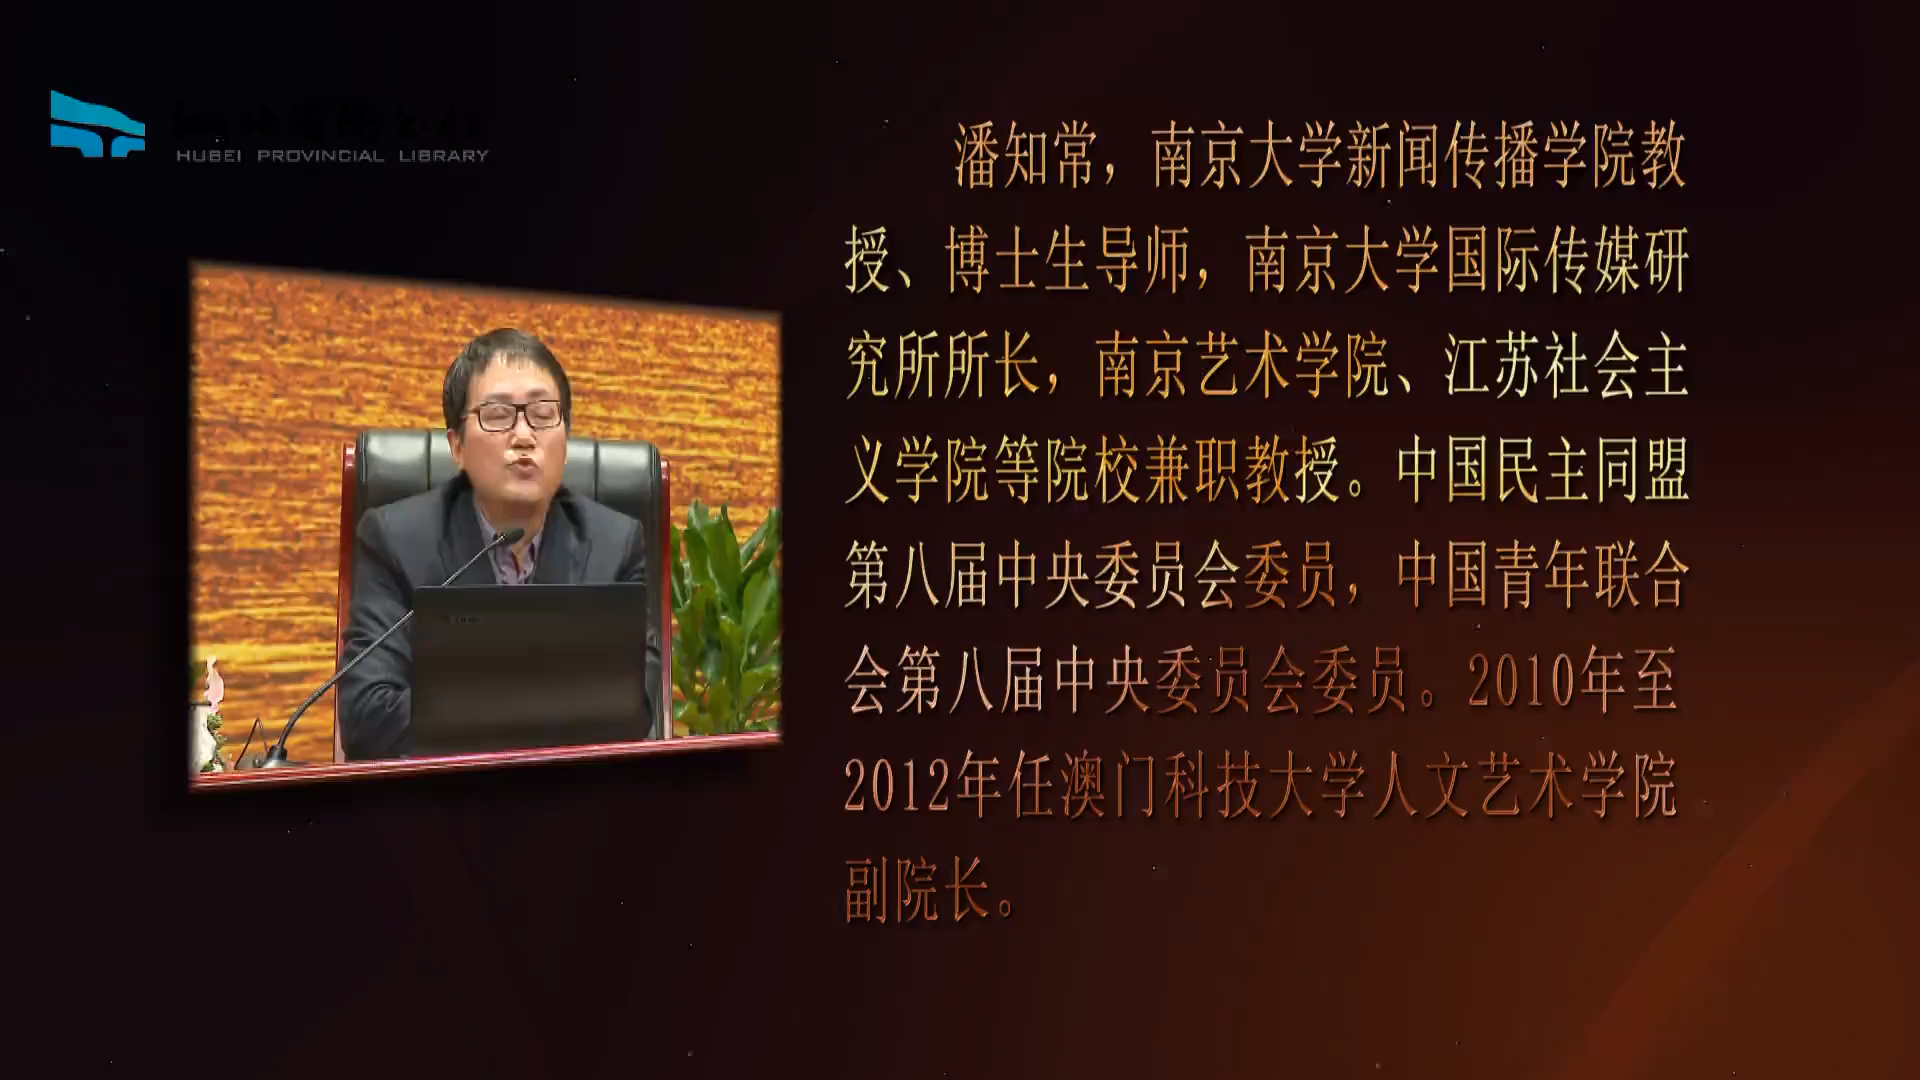 HUBEI PROVINCIAL LIBRARY
潘知常，南京大学新闻传播学院教
授、博士生导师，南京大学国际传媒研
究所所长，南京艺术学院、江苏社会主
义学院等院校兼职教授。中国民主同盟
第八届中央委员会委员，中国青年联合
会第八届中央委员会委员。2010年至
2012年任澳门科技大学人文艺术学院
副院长。